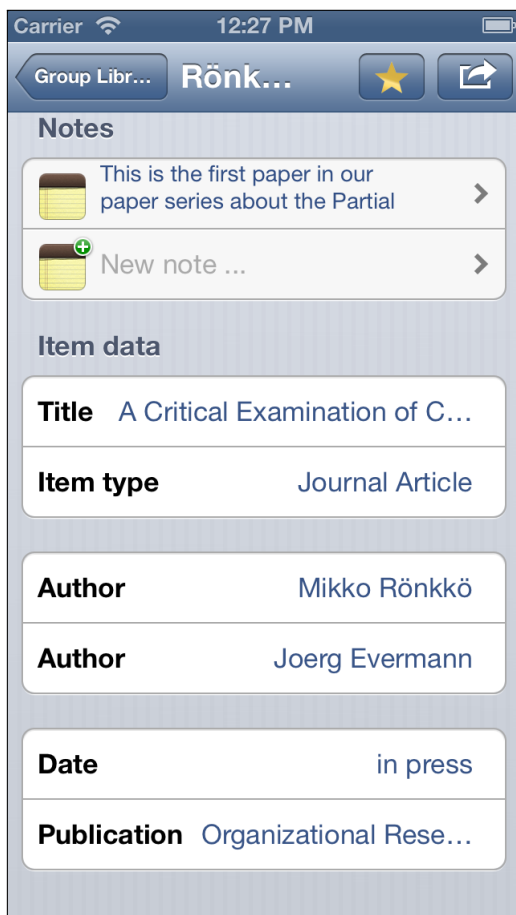 Carrier 12:27 PM
Group Libr... Rönk...
Notes
This is the first paper in our
paper series about the Partial
New note ...
Item data
Title A Critical Examination of C...
Item type Journal Article
Author Mikko Rönkkö
Author Joerg Evermann
Date in press
Publication Organizational Rese...